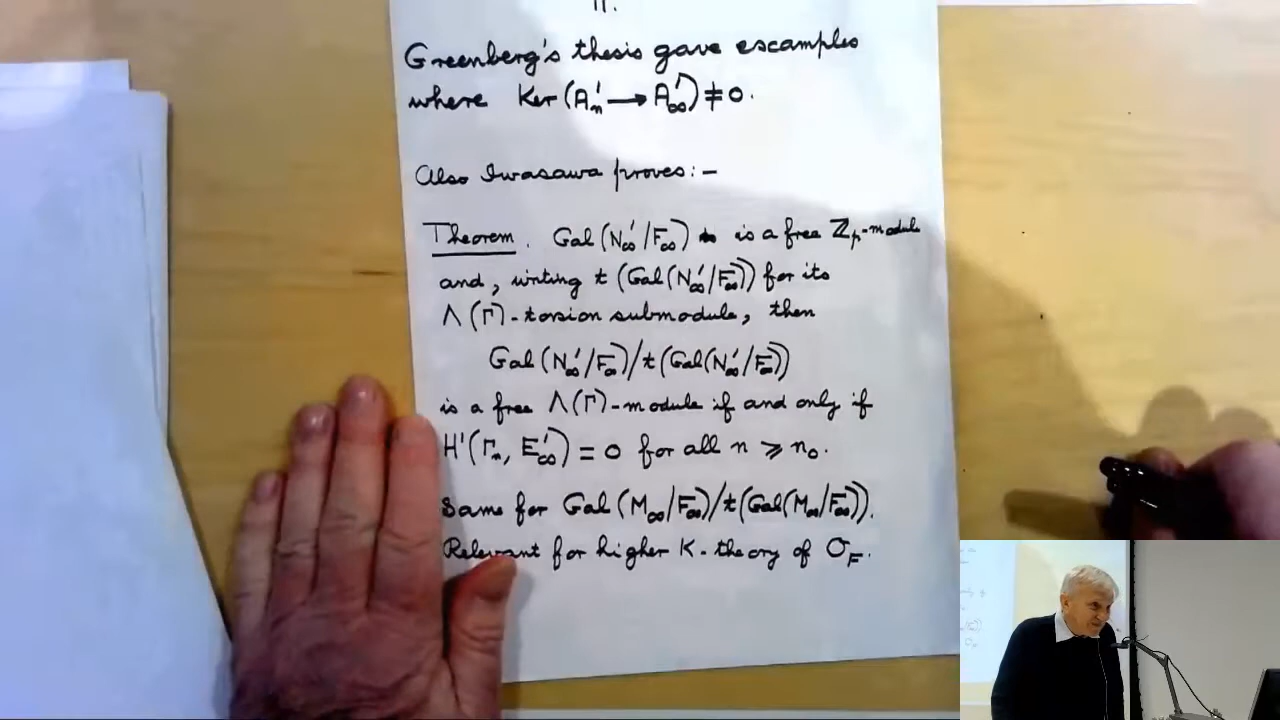 11.
Greenberg's thesis gave examples
where Ker (A'ₙ ⟶ A'∞) ≠ 0.
Also Iwasawa proves: –
Theorem. Gal (N'∞/F∞) is a free ℤₚ-module
and, writing t (Gal(N'∞/F∞)) for its
Λ(Γ)-torsion submodule, then
Gal (N'∞/F∞)/t(Gal(N'∞/F∞))
is a free Λ(Γ)-module if and only if
H'(Γₙ, E'∞) = 0 for all n ⩾ n₀.
Same for Gal (M∞/F∞)/t(Gal(M∞/F∞)).
Relevant for higher K-theory of O_F.